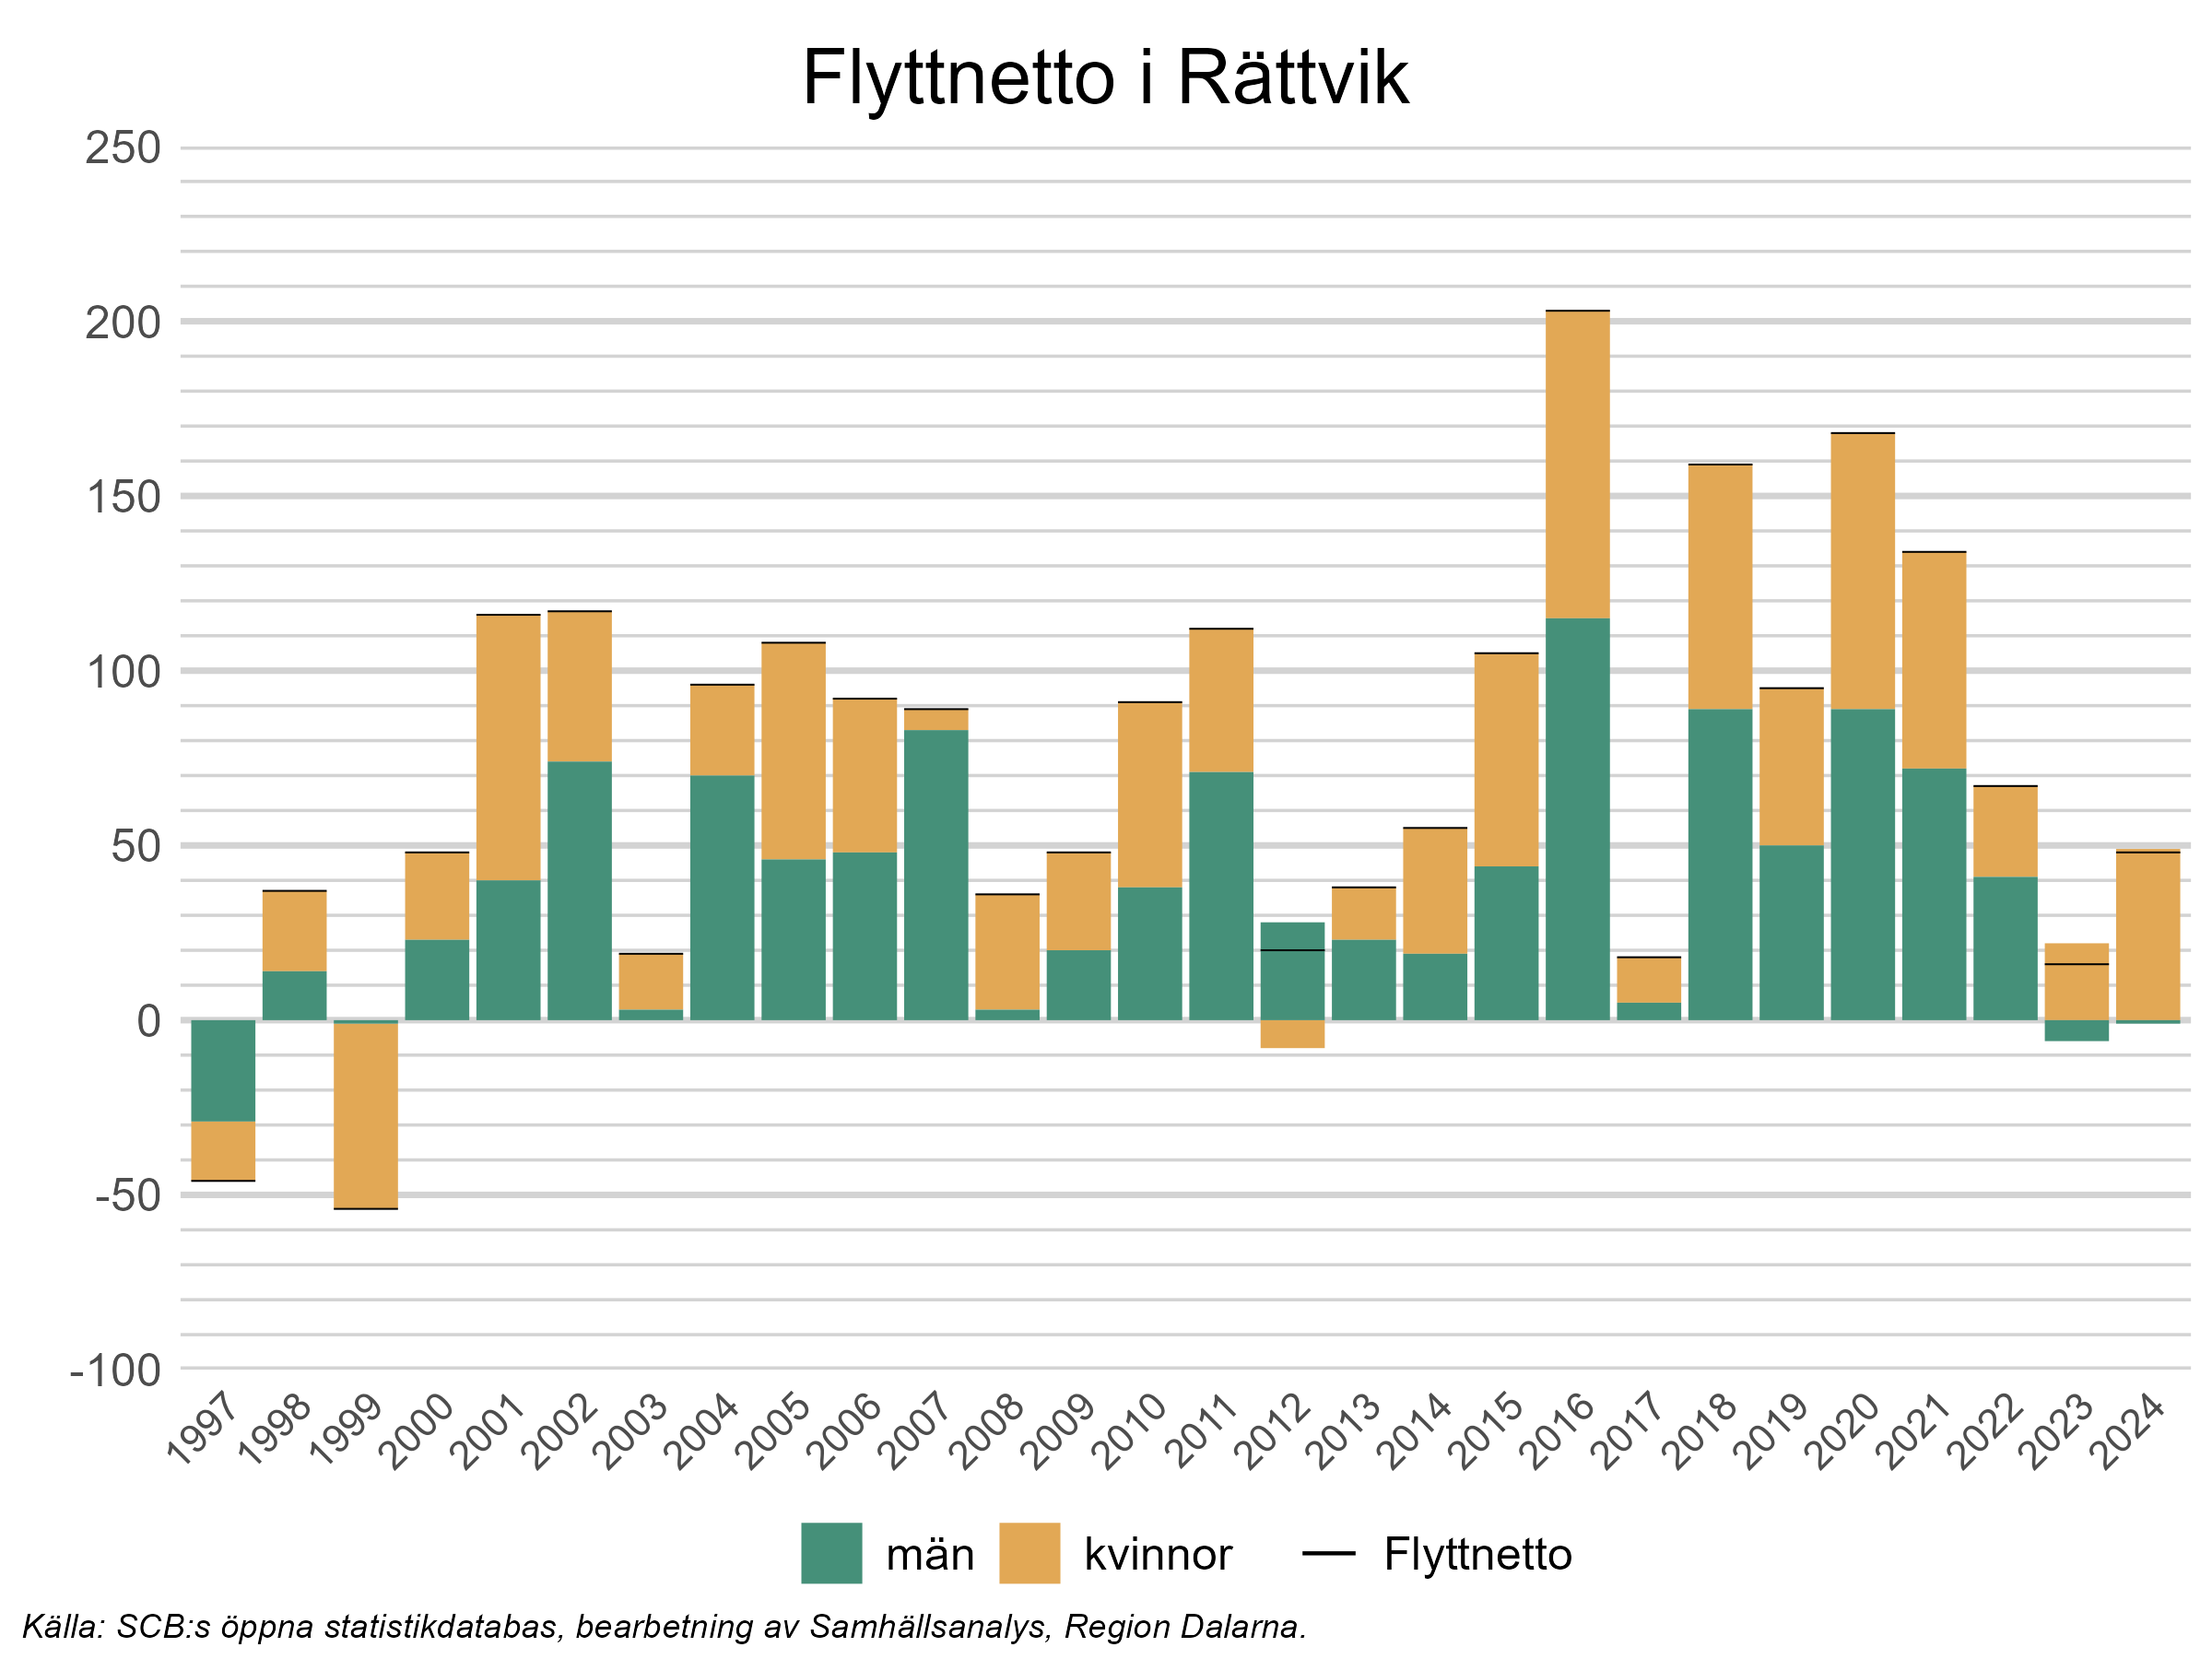 Flyttnetto i Rättvik
250
200
150
100
50
0
-50
-100
1997 1998 1999 2000 2001 2002 2003 2004 2005 2006 2007 2008 2009 2010 2011 2012 2013 2014 2015 2016 2017 2018 2019 2020 2021 2022 2023 2024
män kvinnor Flyttnetto
Källa: SCB:s öppna statistikdatabas, bearbetning av Samhällsanalys, Region Dalarna.